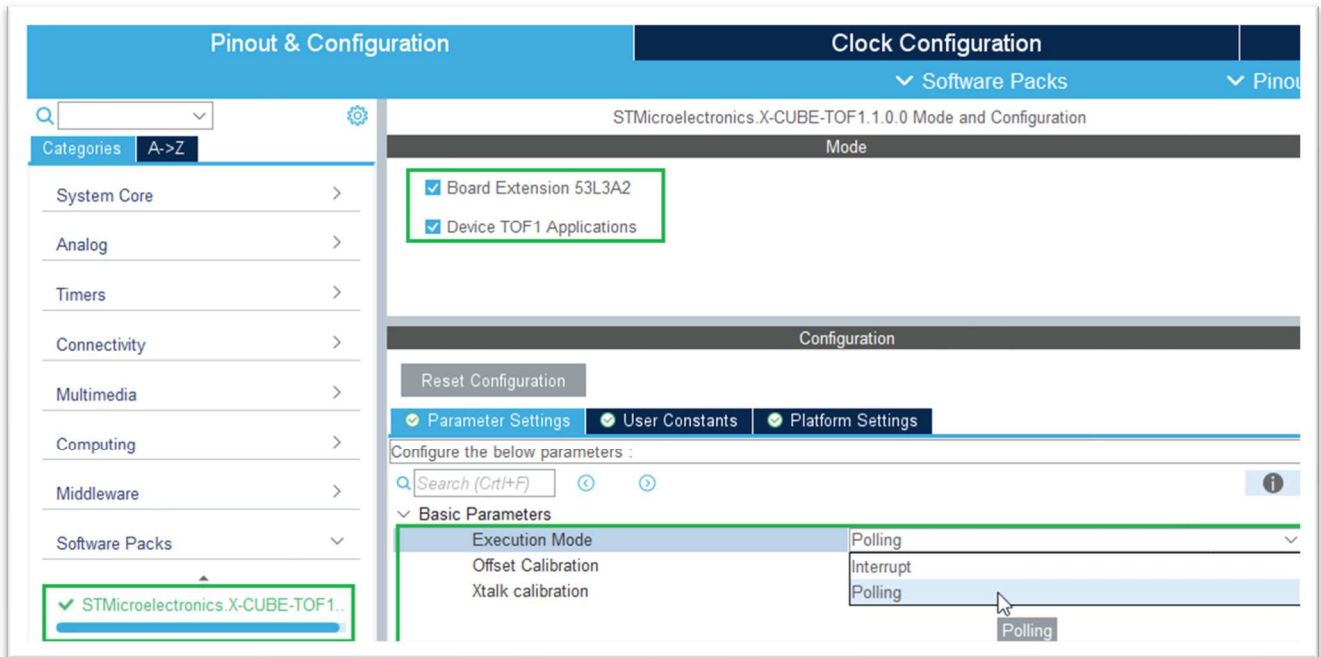 Pinout & Configuration
Clock Configuration
Software Packs
Pinou
STMicroelectronics.X-CUBE-TOF1.1.0.0 Mode and Configuration
Categories
A->Z
Mode
System Core
Analog
Timers
Connectivity
Multimedia
Computing
Middleware
Software Packs
STMicroelectronics.X-CUBE-TOF1..
Board Extension 53L3A2
Device TOF1 Applications
Configuration
Reset Configuration
Parameter Settings
User Constants
Platform Settings
Configure the below parameters :
Search (Crtl+F)
Basic Parameters
Execution Mode
Polling
Offset Calibration
Interrupt
Xtalk calibration
Polling
Polling